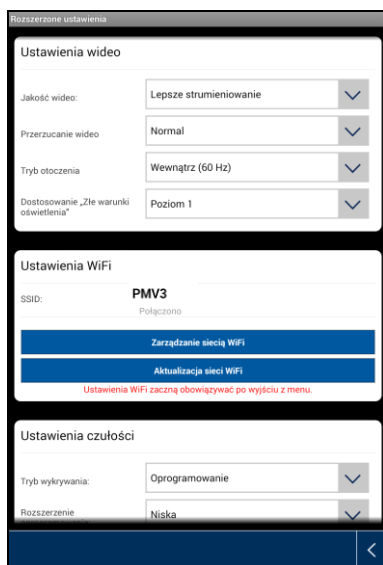 Rozszerzone ustawienia
Ustawienia wideo
Jakość wideo: Lepsze strumieniowanie
Przerzucanie wideo Normal
Tryb otoczenia Wewnątrz (60 Hz)
Dostosowanie „Złe warunki
oświetlenia" Poziom 1
Ustawienia WiFi
SSID: PMV3
Połączono
Zarządzanie siecią WiFi
Aktualizacja sieci WiFi
Ustawienia WiFi zaczną obowiązywać po wyjściu z menu.
Ustawienia czułości
Tryb wykrywania: Oprogramowanie
Rozszerzenie Niska